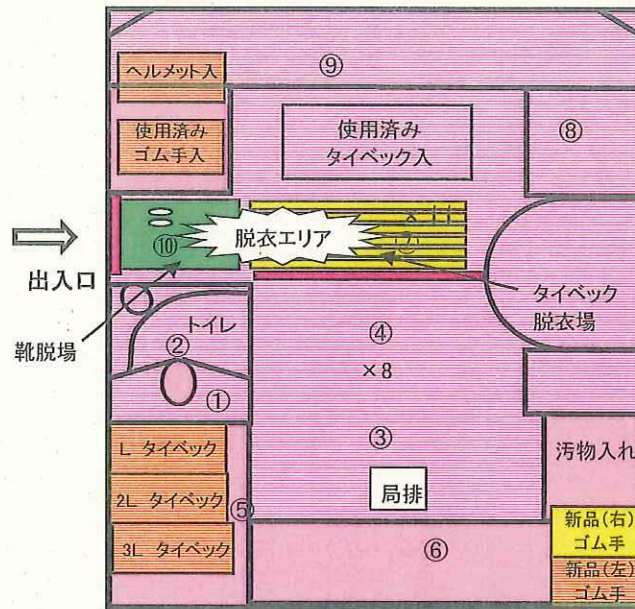 ⑨
ヘルメット入
使用済み
ゴム手入
使用済み
タイベック入
⑧
⑩
脱衣エリア
出入口
靴脱場
トイレ
②
①
タイベック
脱衣場
④
×8
③
局排
L タイベック
2L タイベック
3L タイベック
⑤
⑥
汚物入れ
新品(右)
ゴム手
新品(左)
ゴム手